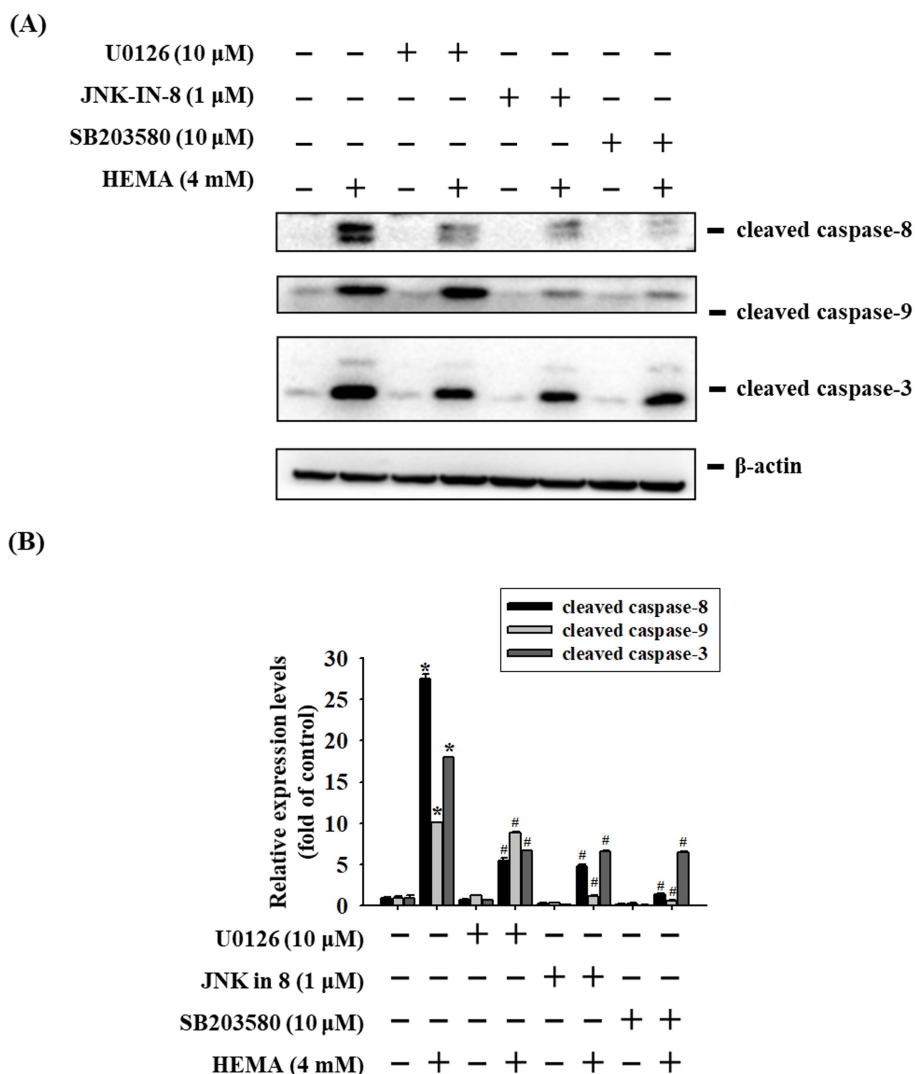 (A)
U0126 (10 μM) − − + + − − − −
JNK-IN-8 (1 μM) − − − − + + − −
SB203580 (10 μM) − − − − − − + +
HEMA (4 mM) − + − + − + − +
− cleaved caspase-8
− cleaved caspase-9
− cleaved caspase-3
− β-actin
(B)
cleaved caspase-8
cleaved caspase-9
cleaved caspase-3
Relative expression levels
(fold of control)
30
25
20
15
10
5
0
* * * # # # # # # # # #
U0126 (10 μM) − − + + − − − −
JNK in 8 (1 μM) − − − − + + − −
SB203580 (10 μM) − − − − − − + +
HEMA (4 mM) − + − + − + − +